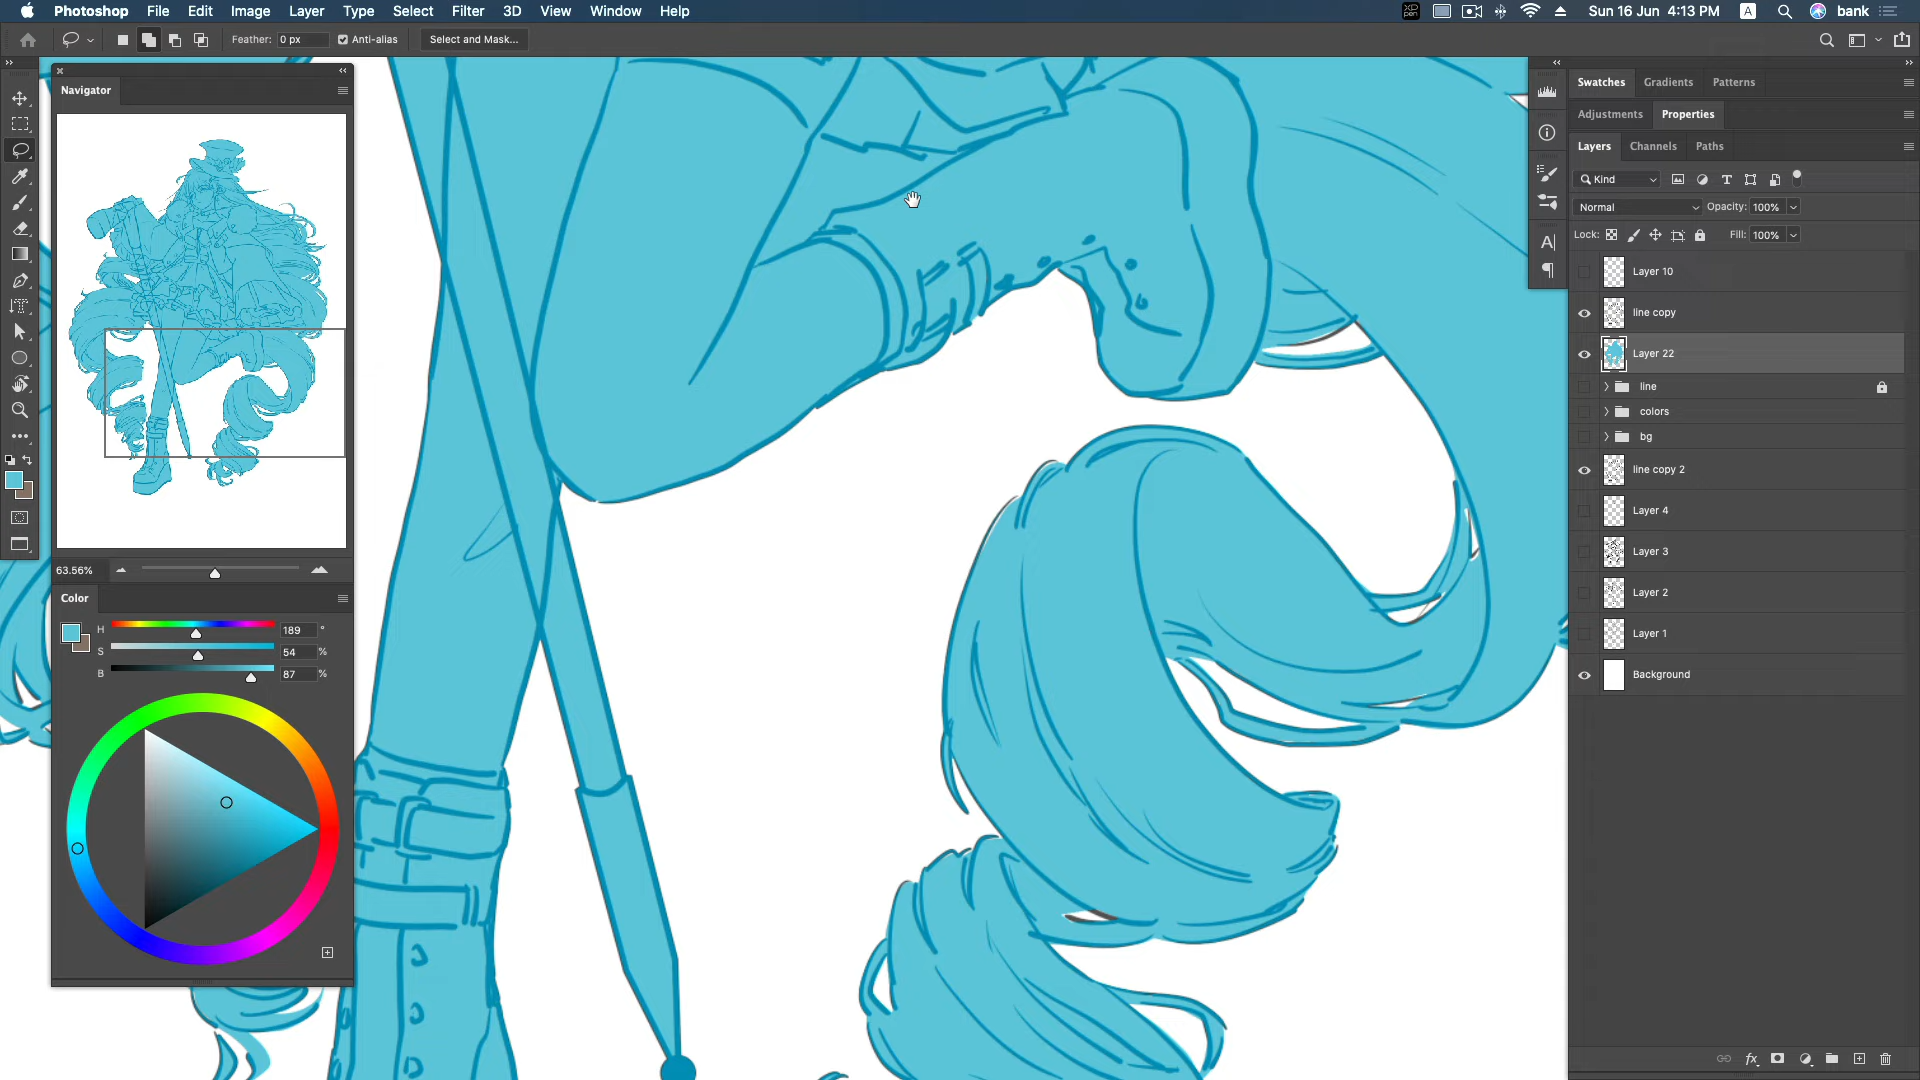 Photoshop File Edit Image Layer Type Select Filter 3D View Window Help
XP pen Sun 16 Jun 4:13 PM A bank
Feather: 0 px Anti-alias Select and Mask...
Navigator
63.56%
Color
H 189 °
S 54 %
B 87 %
Swatches Gradients Patterns
Adjustments Properties
Layers Channels Paths
Kind
Normal Opacity: 100%
Lock: Fill: 100%
Layer 10
line copy
Layer 22
line
colors
bg
line copy 2
Layer 4
Layer 3
Layer 2
Layer 1
Background
fx